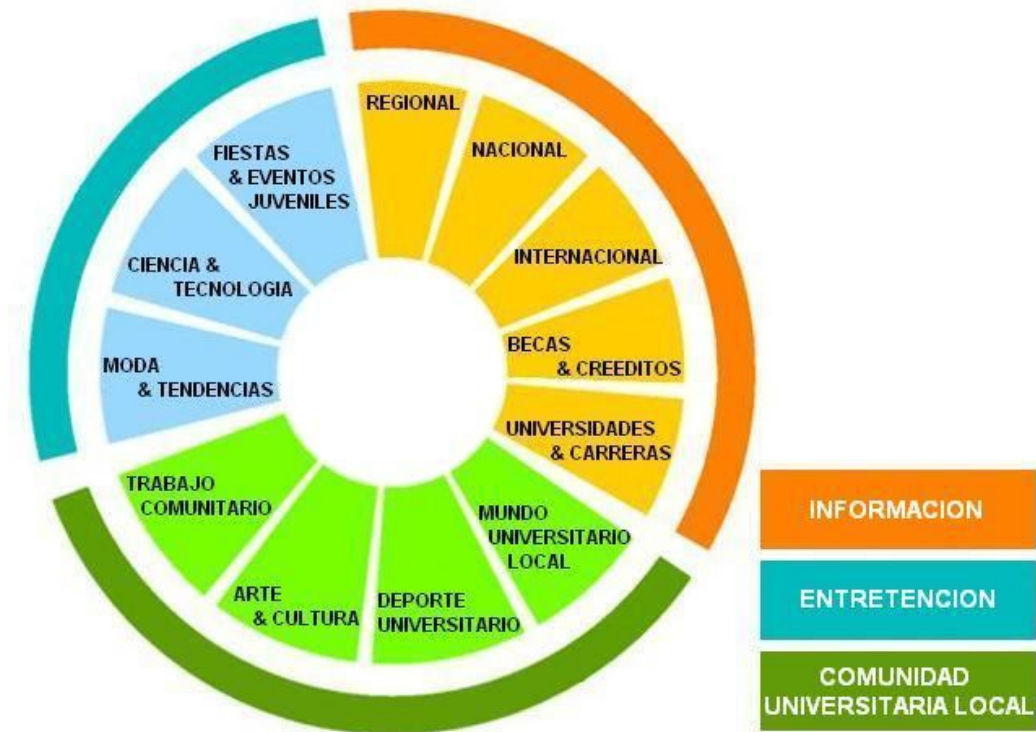 REGIONAL
NACIONAL
INTERNACIONAL
BECAS
& CREEDITOS
UNIVERSIDADES
& CARRERAS
MUNDO
UNIVERSITARIO
LOCAL
DEPORTE
UNIVERSITARIO
ARTE
& CULTURA
TRABAJO
COMUNITARIO
MODA
& TENDENCIAS
CIENCIA &
TECNOLOGIA
FIESTAS
& EVENTOS
JUVENILES
INFORMACION
ENTRETENCION
COMUNIDAD
UNIVERSITARIA LOCAL